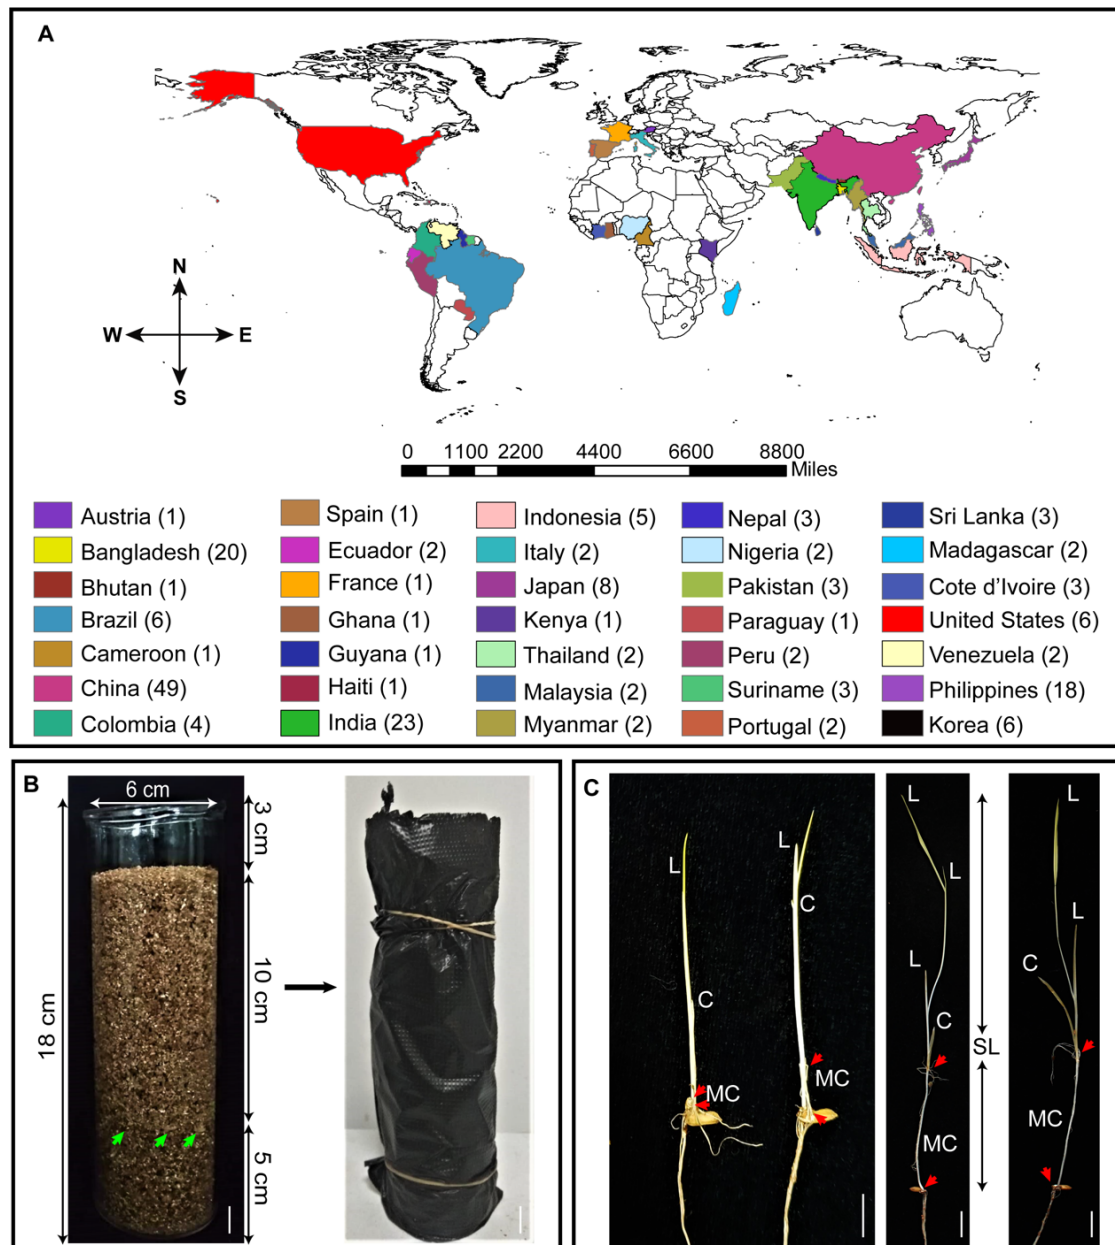 A
N
W E
S
0 1100 2200 4400 6600 8800
Miles
Austria (1) Spain (1) Indonesia (5) Nepal (3) Sri Lanka (3)
Bangladesh (20) Ecuador (2) Italy (2) Nigeria (2) Madagascar (2)
Bhutan (1) France (1) Japan (8) Pakistan (3) Cote d'Ivoire (3)
Brazil (6) Ghana (1) Kenya (1) Paraguay (1) United States (6)
Cameroon (1) Guyana (1) Thailand (2) Peru (2) Venezuela (2)
China (49) Haiti (1) Malaysia (2) Suriname (3) Philippines (18)
Colombia (4) India (23) Myanmar (2) Portugal (2) Korea (6)
B
6 cm
3 cm
18 cm
10 cm
5 cm
C
L
C
MC
L
C
MC
L
L
L
C
MC
SL
L
L
C
MC